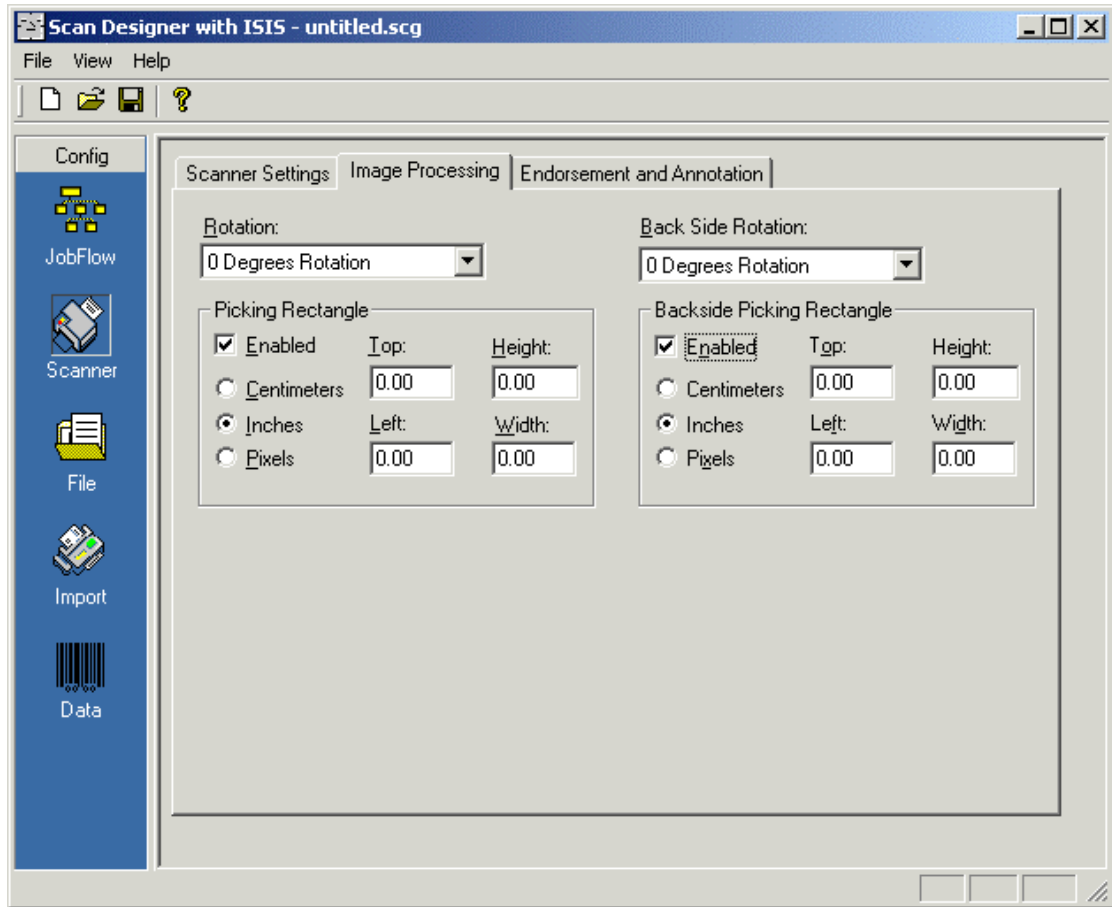 Scan Designer with ISIS - untitled.scg
File View Help
Config
JobFlow
Scanner
File
Import
Data
Scanner Settings Image Processing Endorsement and Annotation
Rotation:
0 Degrees Rotation
Picking Rectangle
Enabled Top: Height:
Centimeters 0.00 0.00
Inches Left: Width:
Pixels 0.00 0.00
Back Side Rotation:
0 Degrees Rotation
Backside Picking Rectangle
Enabled Top: Height:
Centimeters 0.00 0.00
Inches Left: Width:
Pixels 0.00 0.00